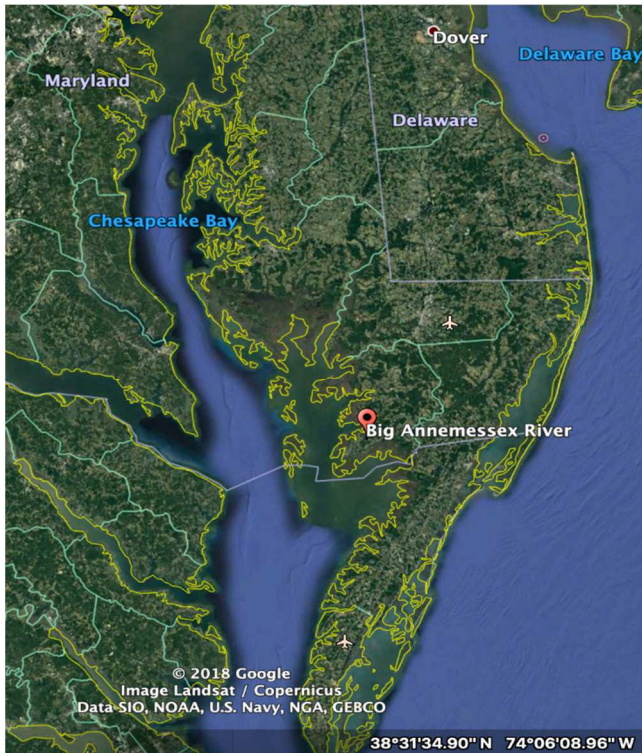 Dover
Delaware Bay
Maryland
Delaware
Chesapeake Bay
Big Annemessex River
© 2018 Google
Image Landsat / Copernicus
Data SIO, NOAA, U.S. Navy, NGA, GEBCO
38°31'34.90" N 74°06'08.96" W